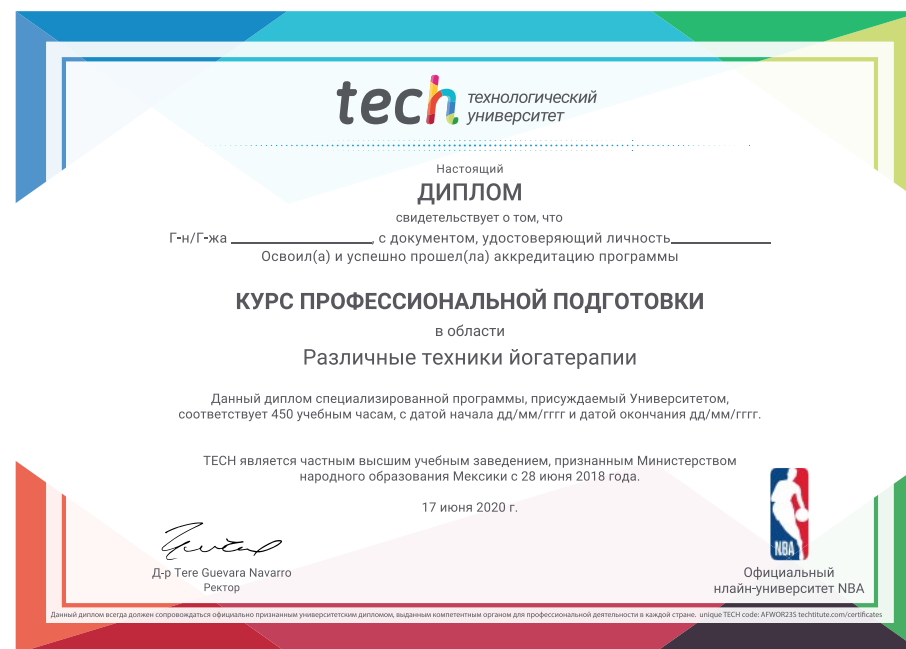 tech технологический
университет
Настоящий
ДИПЛОМ
свидетельствует о том, что
Г-н/Г-жа , с документом, удостоверяющий личность
Освоил(а) и успешно прошел(ла) аккредитацию программы
КУРС ПРОФЕССИОНАЛЬНОЙ ПОДГОТОВКИ
в области
Различные техники йогатерапии
Данный диплом специализированной программы, присуждаемый Университетом,
соответствует 450 учебным часам, с датой начала дд/мм/гггг и датой окончания дд/мм/гггг.
TECH является частным высшим учебным заведением, признанным Министерством
народного образования Мексики с 28 июня 2018 года.
17 июня 2020 г.
NBA
Д-р Tere Guevara Navarro
Ректор
Официальный
нлайн-университет NBA
Данный диплом всегда должен сопрождаться официально признанным университетским дипломом, выданным компетентным органом для профессиональной деятельности в каждой стране. unique TECH code: AFWOR23S techtitute.com/certificates